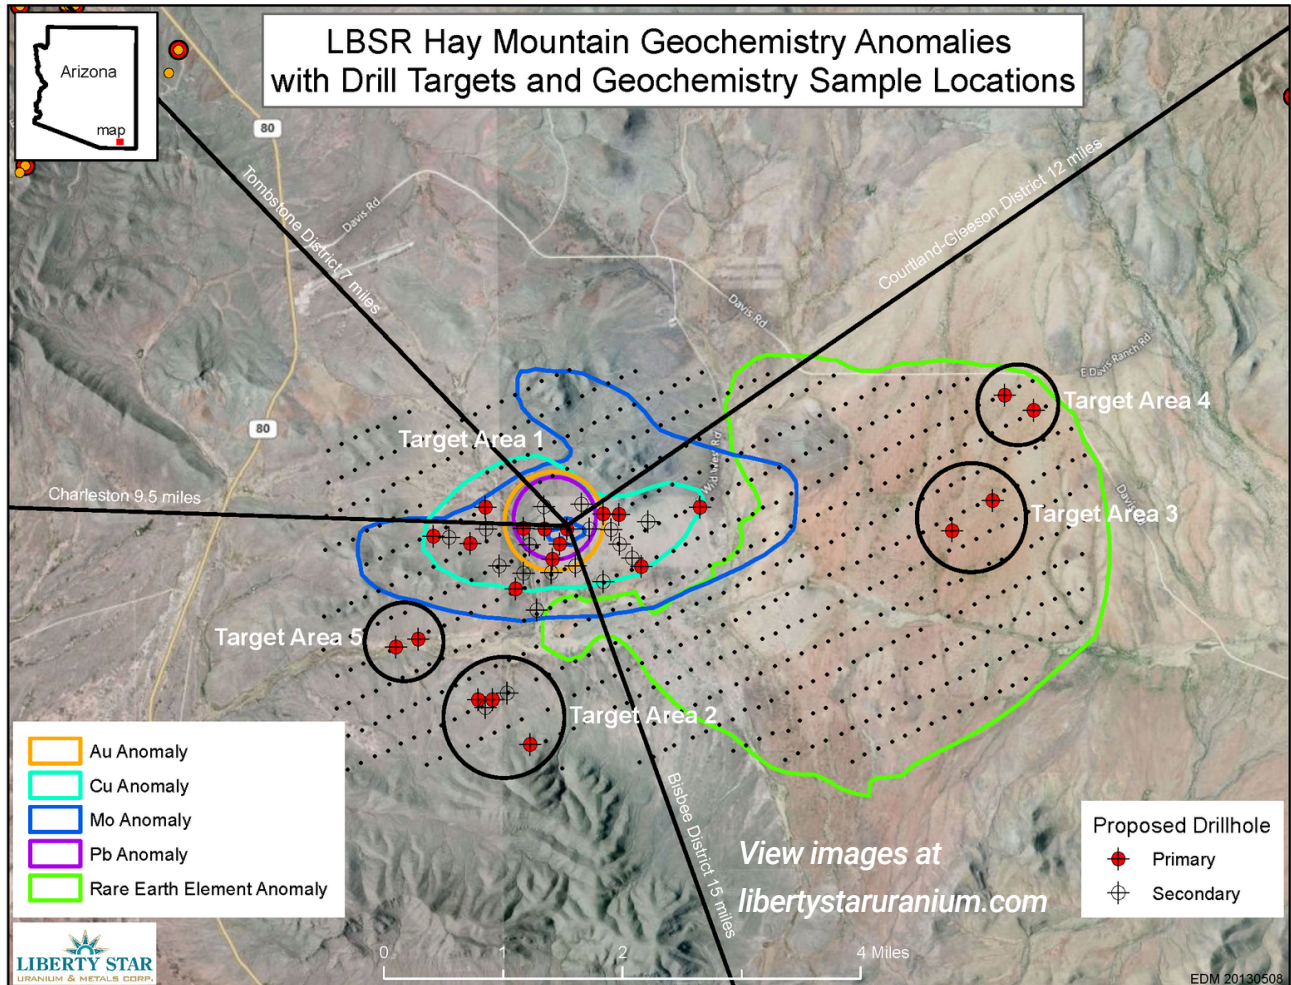 LBSR Hay Mountain Geochemistry Anomalies
with Drill Targets and Geochemistry Sample Locations
Arizona
map
80
Tombstone District 7 miles
Davis Rd
Courtland-Gleeson District 12 miles
Davis Rd
E Davis Ranch Rd
Target Area 4
80
Target Area 1
Charleston 9.5 miles
Target Area 3
Target Area 5
Target Area 2
Bisbee District 15 miles
Au Anomaly
Cu Anomaly
Mo Anomaly
Pb Anomaly
Rare Earth Element Anomaly
Proposed Drillhole
Primary
Secondary
View images at
libertystaruranium.com
0 1 2 4 Miles
LIBERTY STAR
URANIUM & METALS CORP.
EDM 20130508